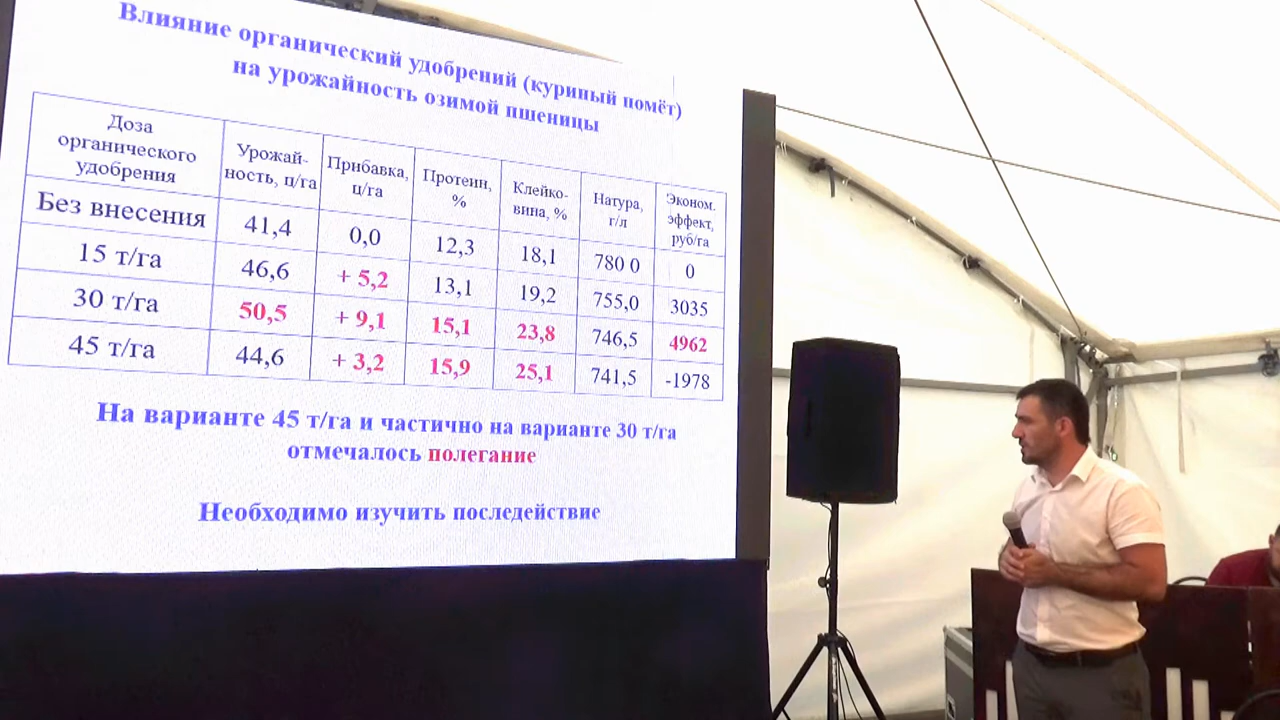 Влияние органический удобрений (куриный помёт)
на урожайность озимой пшеницы
Доза органического удобрения | Урожай-ность, ц/га | Прибавка, ц/га | Протеин, % | Клейко-вина, % | Натура, г/л | Эконом. эффект, руб/га
Без внесения | 41,4 | 0,0 | 12,3 | 18,1 | 780 0 | 0
15 т/га | 46,6 | + 5,2 | 13,1 | 19,2 | 755,0 | 3035
30 т/га | 50,5 | + 9,1 | 15,1 | 23,8 | 746,5 | 4962
45 т/га | 44,6 | + 3,2 | 15,9 | 25,1 | 741,5 | -1978
На варианте 45 т/га и частично на варианте 30 т/га
отмечалось полегание
Необходимо изучить последействие